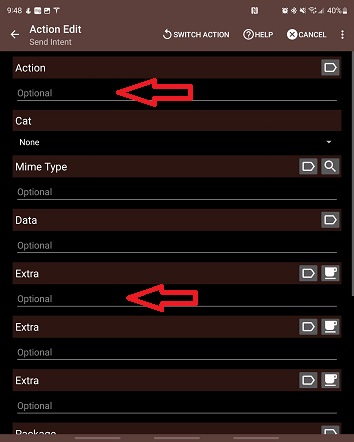 9:48
40%
Action Edit
Send Intent
SWITCH ACTION
HELP
CANCEL
Action
Optional
Cat
None
Mime Type
Optional
Data
Optional
Extra
Optional
Extra
Optional
Extra
Optional
Package